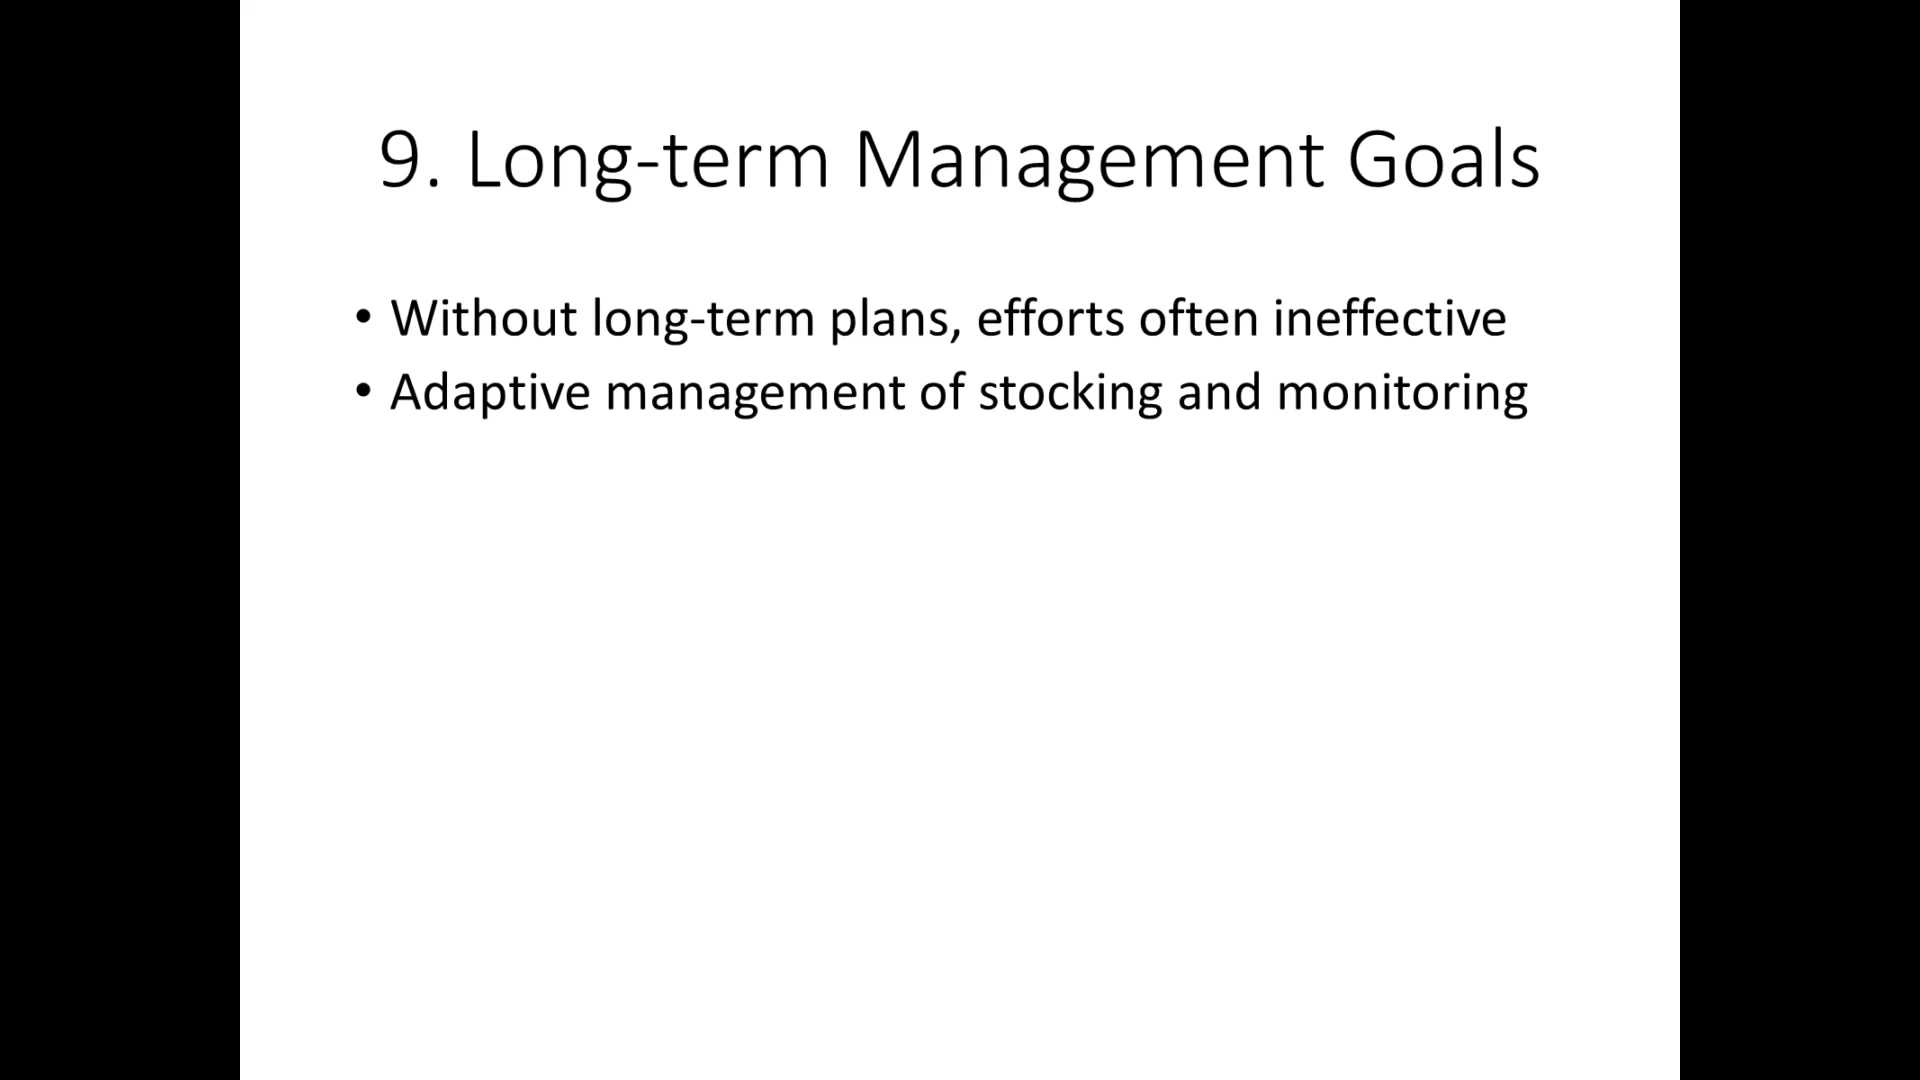 9. Long-term Management Goals
• Without long-term plans, efforts often ineffective
• Adaptive management of stocking and monitoring